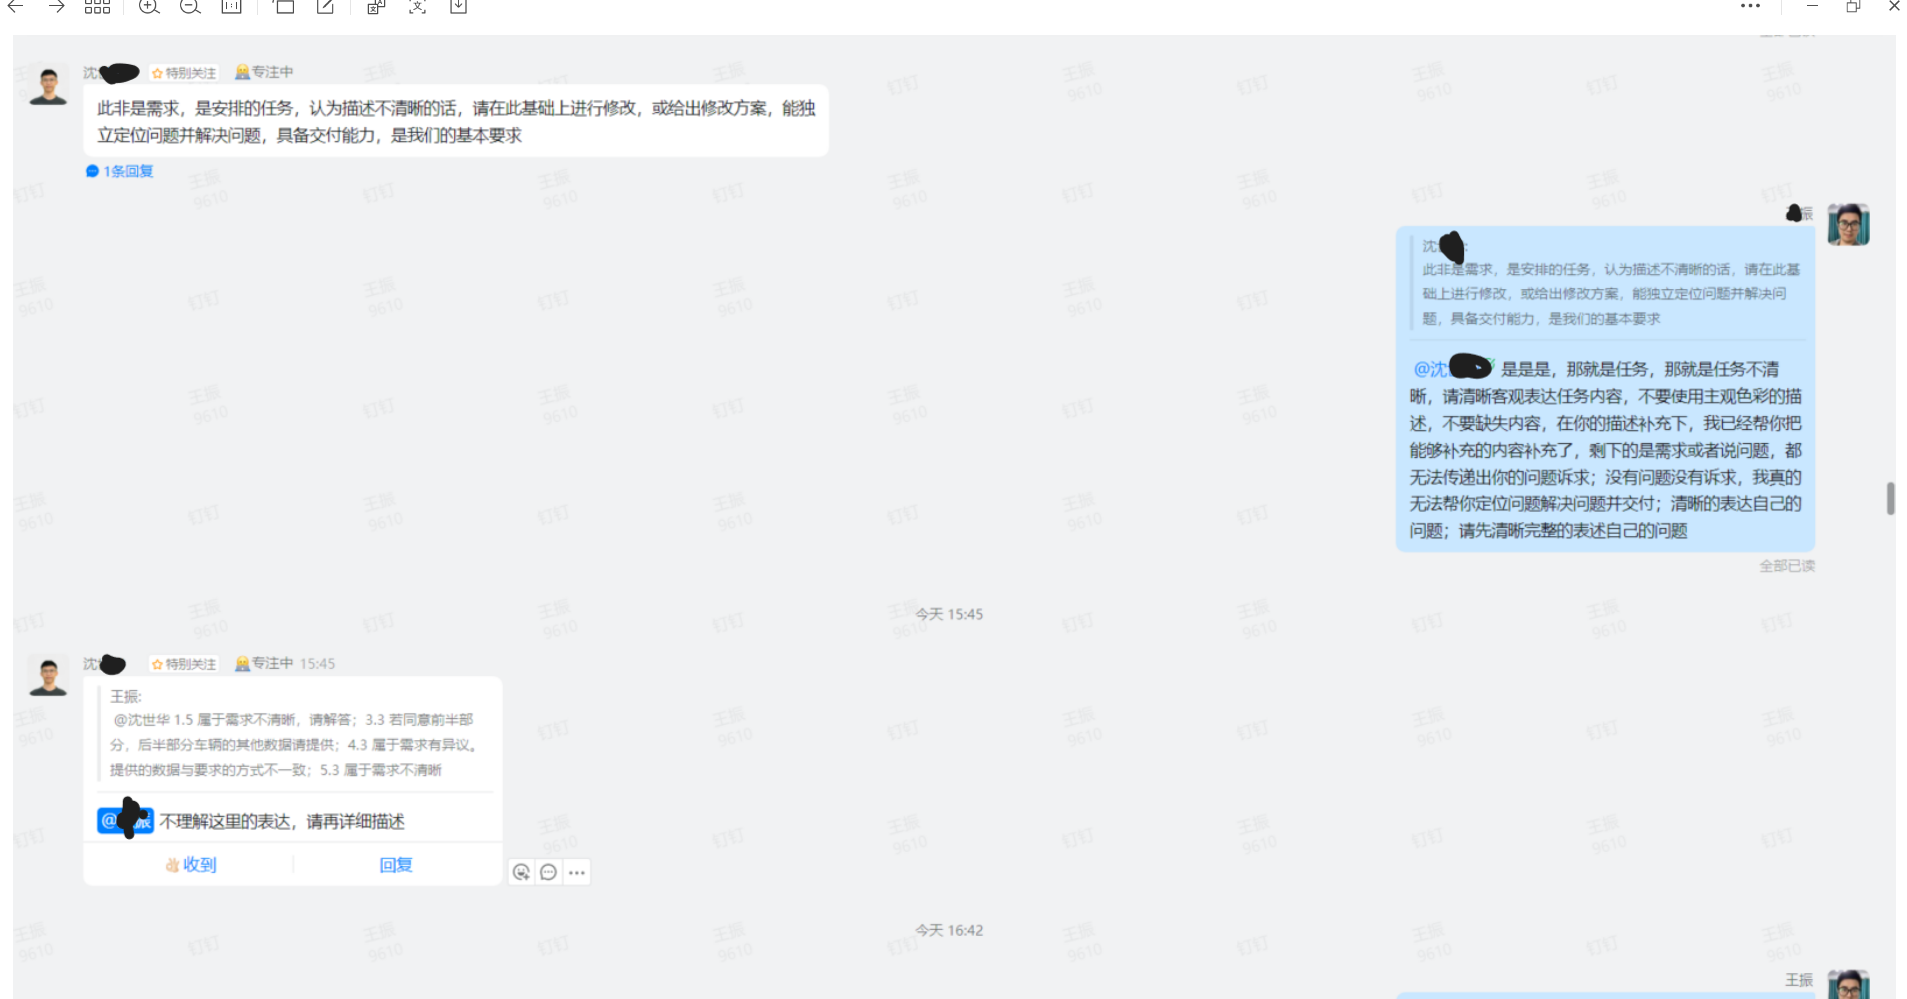 沈
特别关注
专注中
此非是需求，是安排的任务，认为描述不清晰的话，请在此基础上进行修改，或给出修改方案，能独
立定位问题并解决问题，具备交付能力，是我们的基本要求
1条回复
振
沈 :
此非是需求，是安排的任务，认为描述不清晰的话，请在此基
础上进行修改，或给出修改方案，能独立定位问题并解决问
题，具备交付能力，是我们的基本要求
@沈 是是是，那就是任务，那就是任务不清
晰，请清晰客观表达任务内容，不要使用主观色彩的描
述，不要缺失内容，在你的描述补充下，我已经帮你把
能够补充的内容补充了，剩下的是需求或者说问题，都
无法传递出你的问题诉求；没有问题没有诉求，我真的
无法帮你定位问题解决问题并交付；清晰的表达自己的
问题；请先清晰完整的表述自己的问题
全部已读
今天 15:45
沈
特别关注
专注中 15:45
王振:
@沈世华 1.5 属于需求不清晰，请解答；3.3 若同意前半部
分，后半部分车辆的其他数据请提供；4.3 属于需求有异议。
提供的数据与要求的方式不一致；5.3 属于需求不清晰
@ 振 不理解这里的表达，请再详细描述
收到
回复
今天 16:42
王振
王振
9610
钉钉